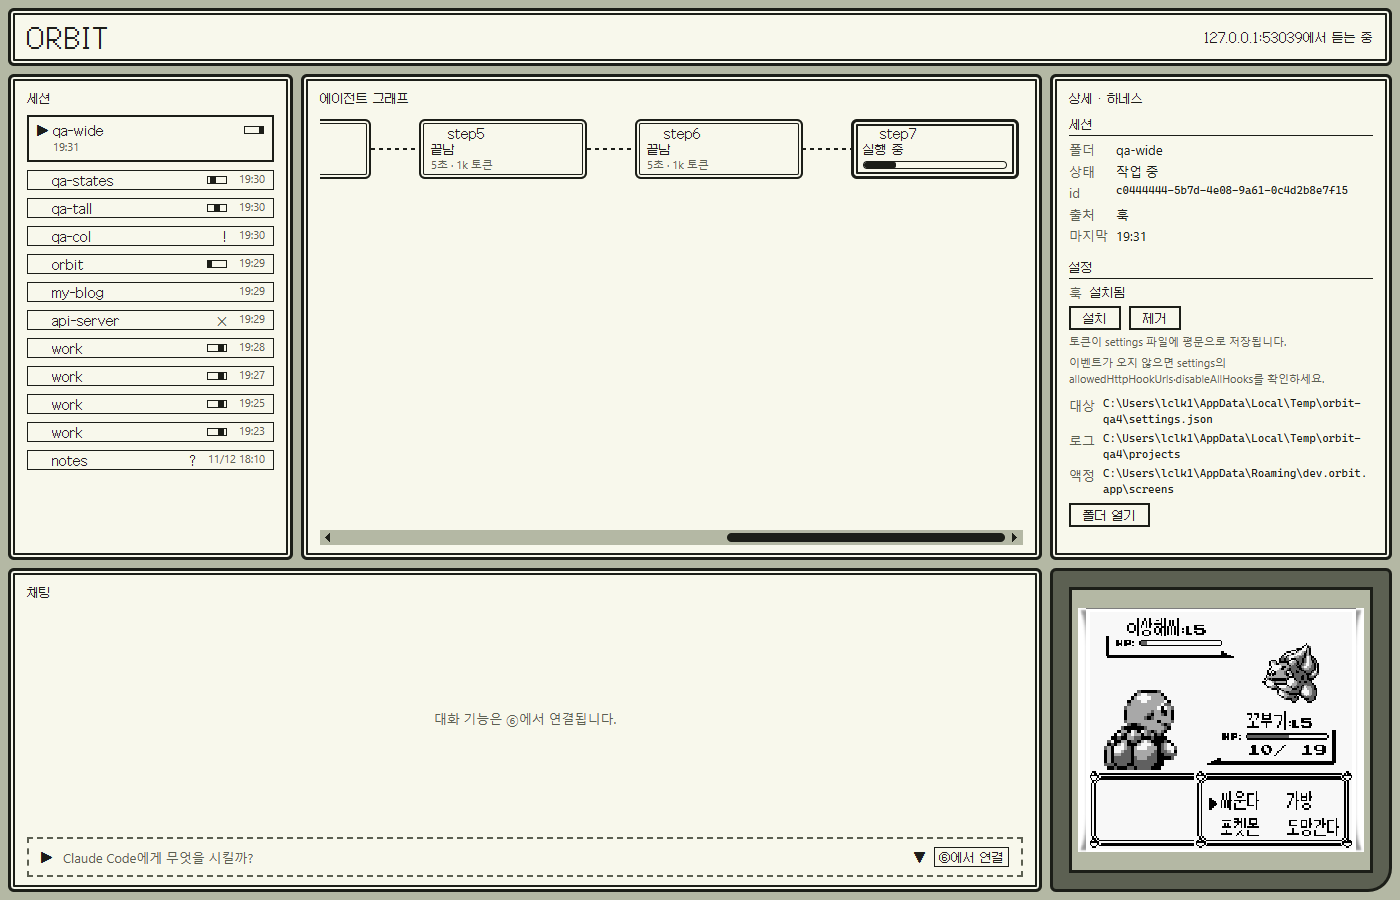 ORBIT
127.0.0.1:53039에서 듣는 중
세션
▶ qa-wide
19:31
qa-states 19:30
qa-tall 19:30
qa-col ! 19:30
orbit 19:29
my-blog 19:29
api-server × 19:29
work 19:28
work 19:27
work 19:25
work 19:23
notes ? 11/12 18:10
에이전트 그래프
step5
끝남
5초 · 1k 토큰
step6
끝남
5초 · 1k 토큰
step7
실행 중
상세 · 하네스
세션
폴더 qa-wide
상태 작업 중
id c0444444-5b7d-4e08-9a61-0c4d2b8e7f15
출처 훅
마지막 19:31
설정
훅 설치됨
설치 제거
토큰이 settings 파일에 평문으로 저장됩니다.
이벤트가 오지 않으면 settings의
allowedHttpHookUrls·disableAllHooks를 확인하세요.
대상 C:\Users\lclk1\AppData\Local\Temp\orbit-
qa4\settings.json
로그 C:\Users\lclk1\AppData\Local\Temp\orbit-
qa4\projects
액정 C:\Users\lclk1\AppData\Roaming\dev.orbit.
app\screens
폴더 열기
채팅
대화 기능은 ⑥에서 연결됩니다.
▶ Claude Code에게 무엇을 시킬까? ▼ ⑥에서 연결
이상해씨:L5
HP:
꼬부기:L5
HP:
10/ 19
▶싸운다 가방
포켓몬 도망간다